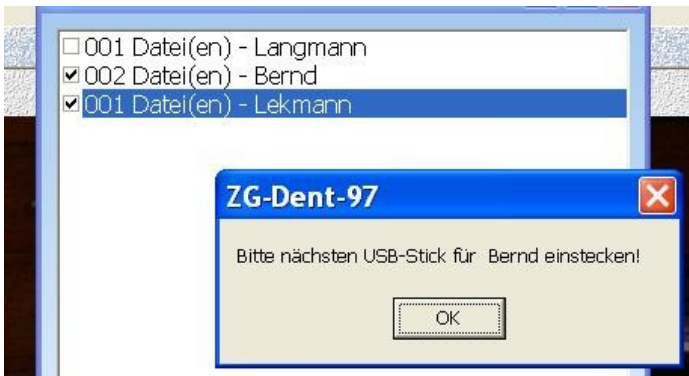 001 Datei(en) - Langmann
002 Datei(en) - Bernd
001 Datei(en) - Lekmann
ZG-Dent-97
Bitte nächsten USB-Stick für  Bernd einstecken!
OK